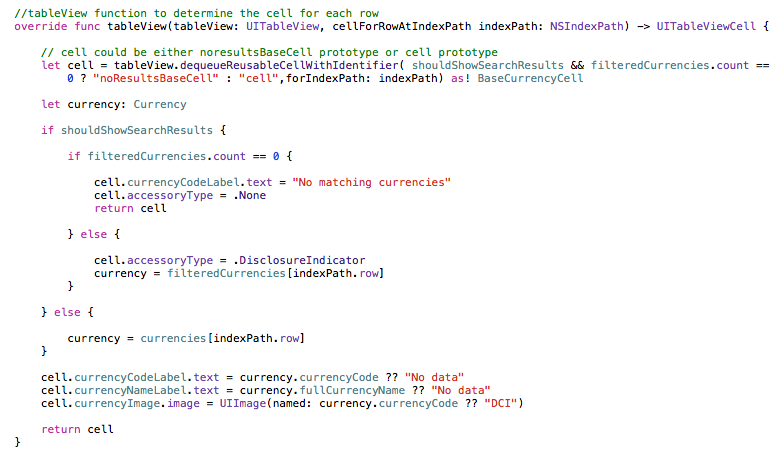 //tableView function to determine the cell for each row
override func tableView(tableView: UITableView, cellForRowAtIndexPath indexPath: NSIndexPath) -> UITableViewCell {
// cell could be either noresultsBaseCell prototype or cell prototype
let cell = tableView.dequeueReusableCellWithIdentifier( shouldShowSearchResults && filteredCurrencies.count ==
0 ? "noResultsBaseCell" : "cell",forIndexPath: indexPath) as! BaseCurrencyCell
let currency: Currency
if shouldShowSearchResults {
if filteredCurrencies.count == 0 {
cell.currencyCodeLabel.text = "No matching currencies"
cell.accessoryType = .None
return cell
} else {
cell.accessoryType = .DisclosureIndicator
currency = filteredCurrencies[indexPath.row]
}
} else {
currency = currencies[indexPath.row]
}
cell.currencyCodeLabel.text = currency.currencyCode ?? "No data"
cell.currencyNameLabel.text = currency.fullCurrencyName ?? "No data"
cell.currencyImage.image = UIImage(named: currency.currencyCode ?? "DCI")
return cell
}